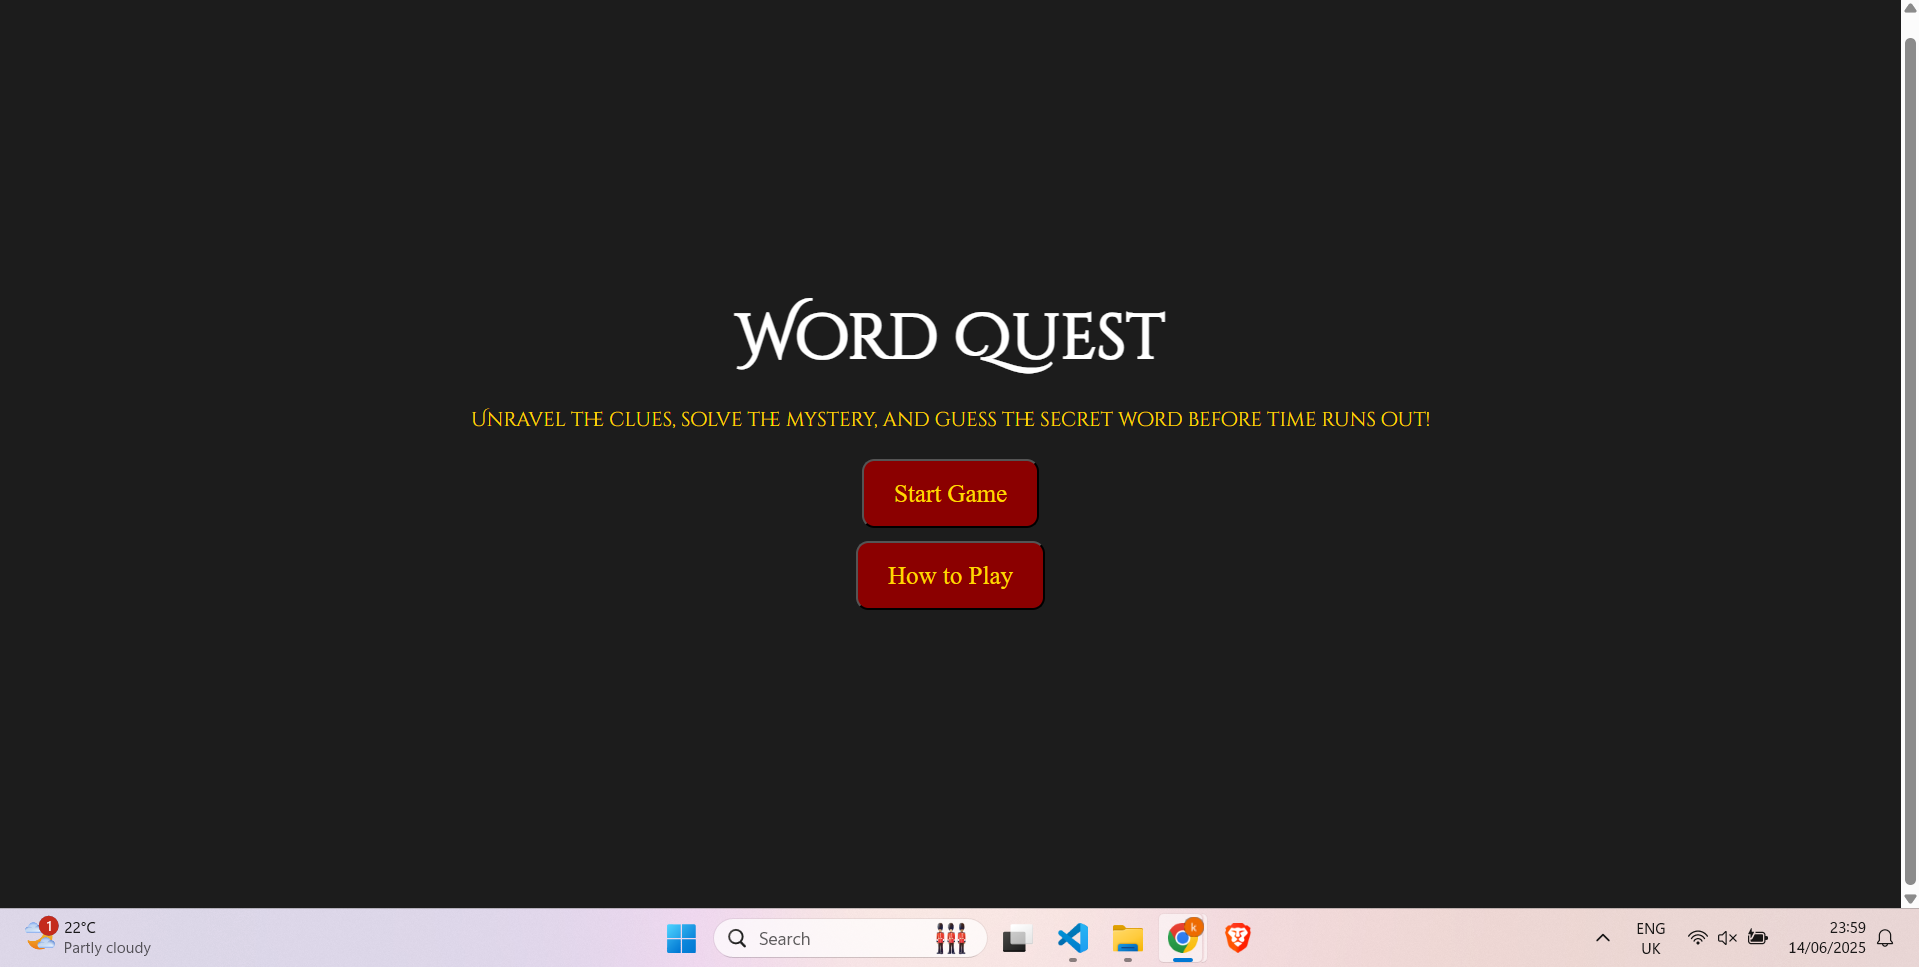 Word Quest
Unravel the clues, solve the mystery, and guess the secret word before time runs out!
Start Game
How to Play
1
22°C
Partly cloudy
Search
k
ENG
UK
23:59
14/06/2025